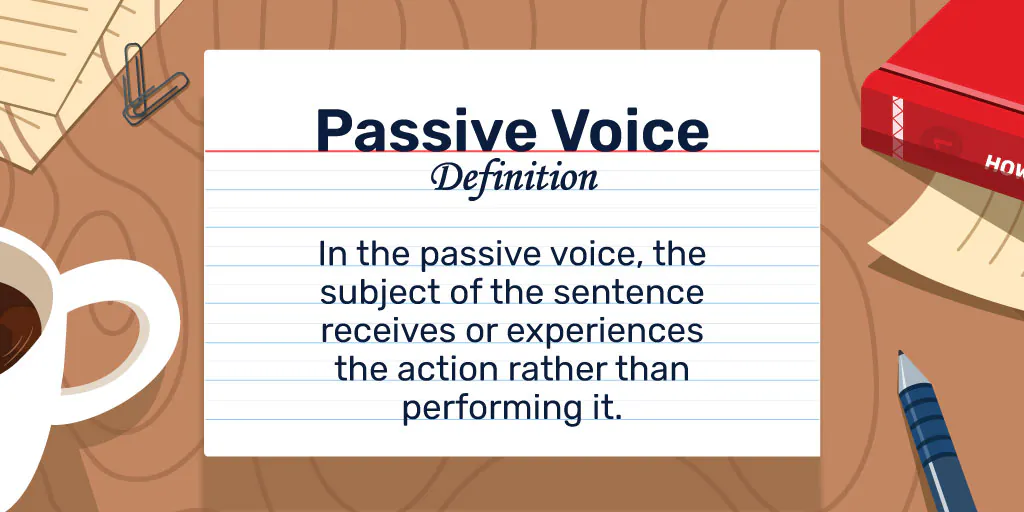 Passive Voice
Definition
In the passive voice, the
subject of the sentence
receives or experiences
the action rather than
performing it.
HOW